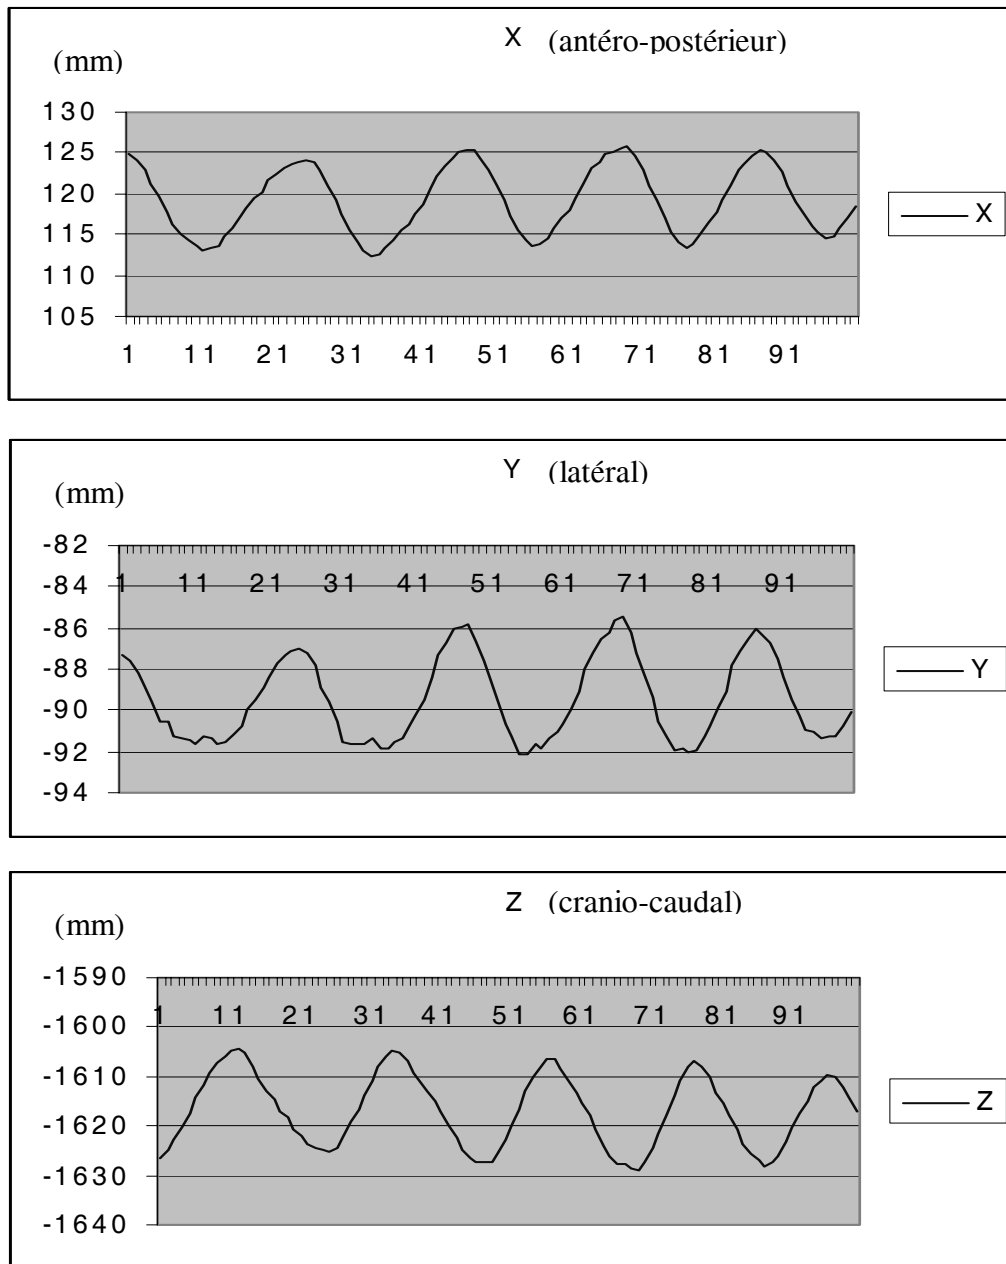 X (antéro-postérieur)
(mm)
130
125
120
115
110
105
1 11 21 31 41 51 61 71 81 91
X
Y (latéral)
(mm)
-82
-84
-86
-88
-90
-92
-94
1 11 21 31 41 51 61 71 81 91
Y
Z (cranio-caudal)
(mm)
-1590
-1600
-1610
-1620
-1630
-1640
1 11 21 31 41 51 61 71 81 91
Z